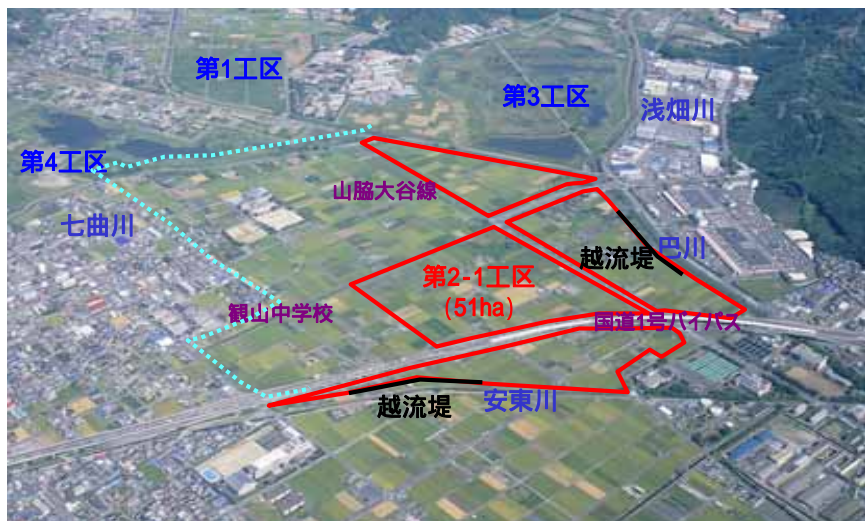 第1工区
第3工区
浅畑川
第4工区
山脇大谷線
七曲川
巴川
越流堤
第2-1工区
(51ha)
観山中学校
国道1号バイパス
越流堤
安東川